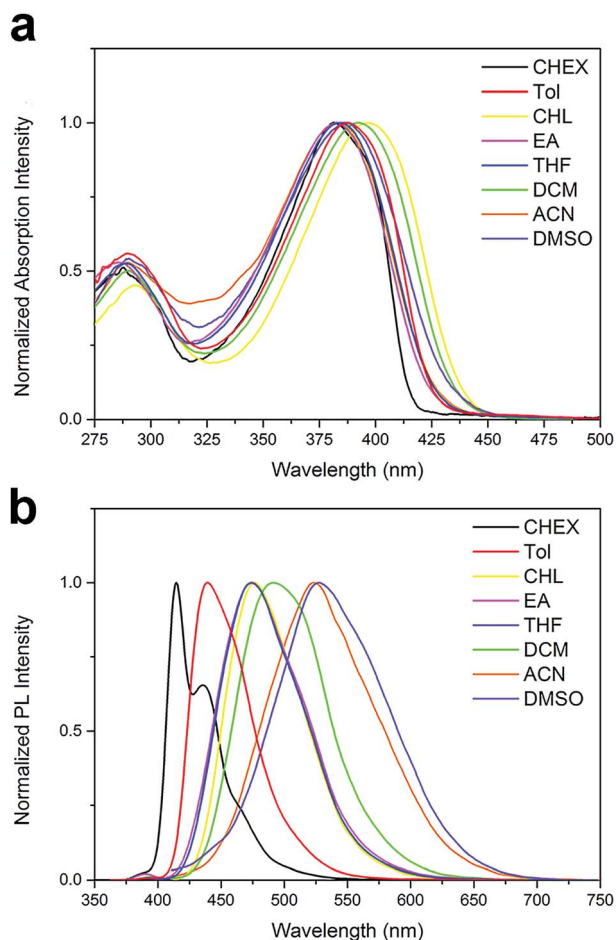 a
Normalized Absorption Intensity
1.0
0.5
0.0
275 300 325 350 375 400 425 450 475 500
Wavelength (nm)
CHEX
Tol
CHL
EA
THF
DCM
ACN
DMSO
b
Normalized PL Intensity
1.0
0.5
0.0
350 400 450 500 550 600 650 700 750
Wavelength (nm)
CHEX
Tol
CHL
EA
THF
DCM
ACN
DMSO